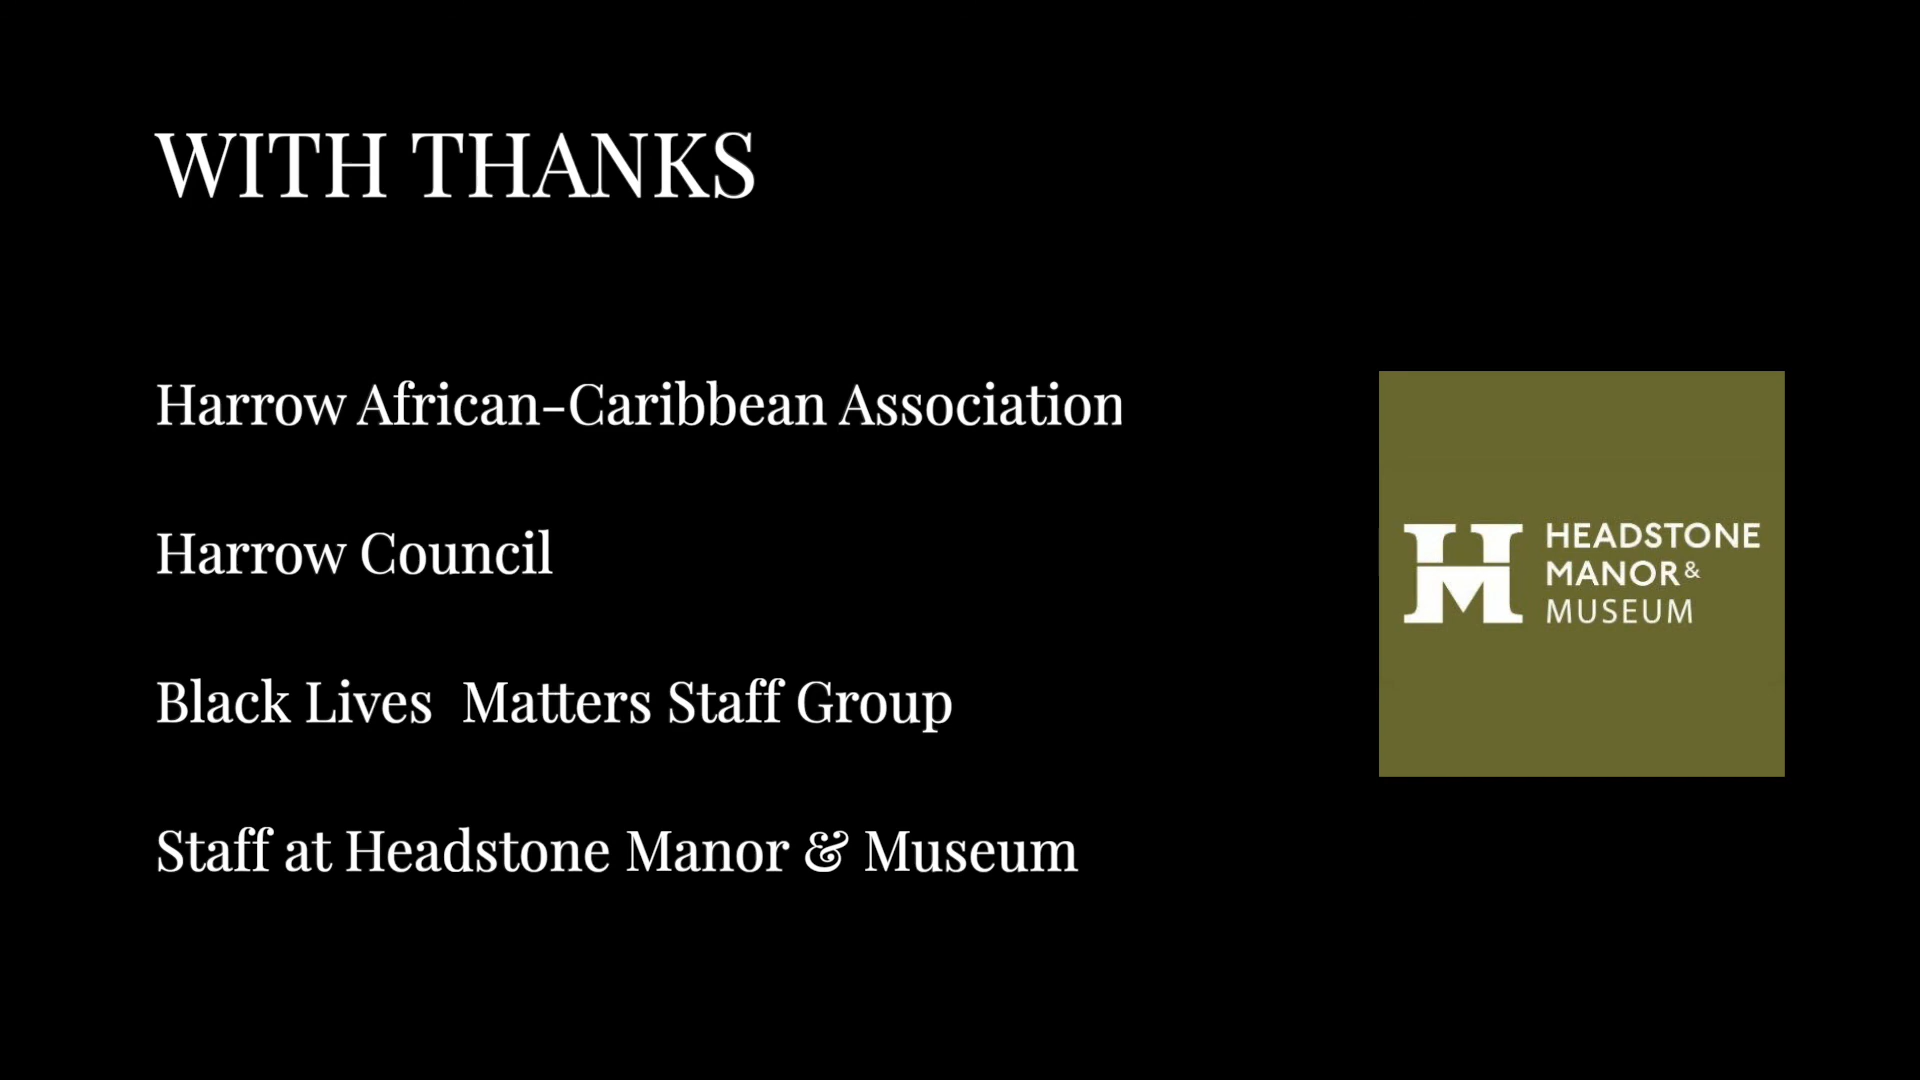 WITH THANKS
Harrow African-Caribbean Association
Harrow Council
Black Lives  Matters Staff Group
Staff at Headstone Manor & Museum
HM
HEADSTONE
MANOR &
MUSEUM